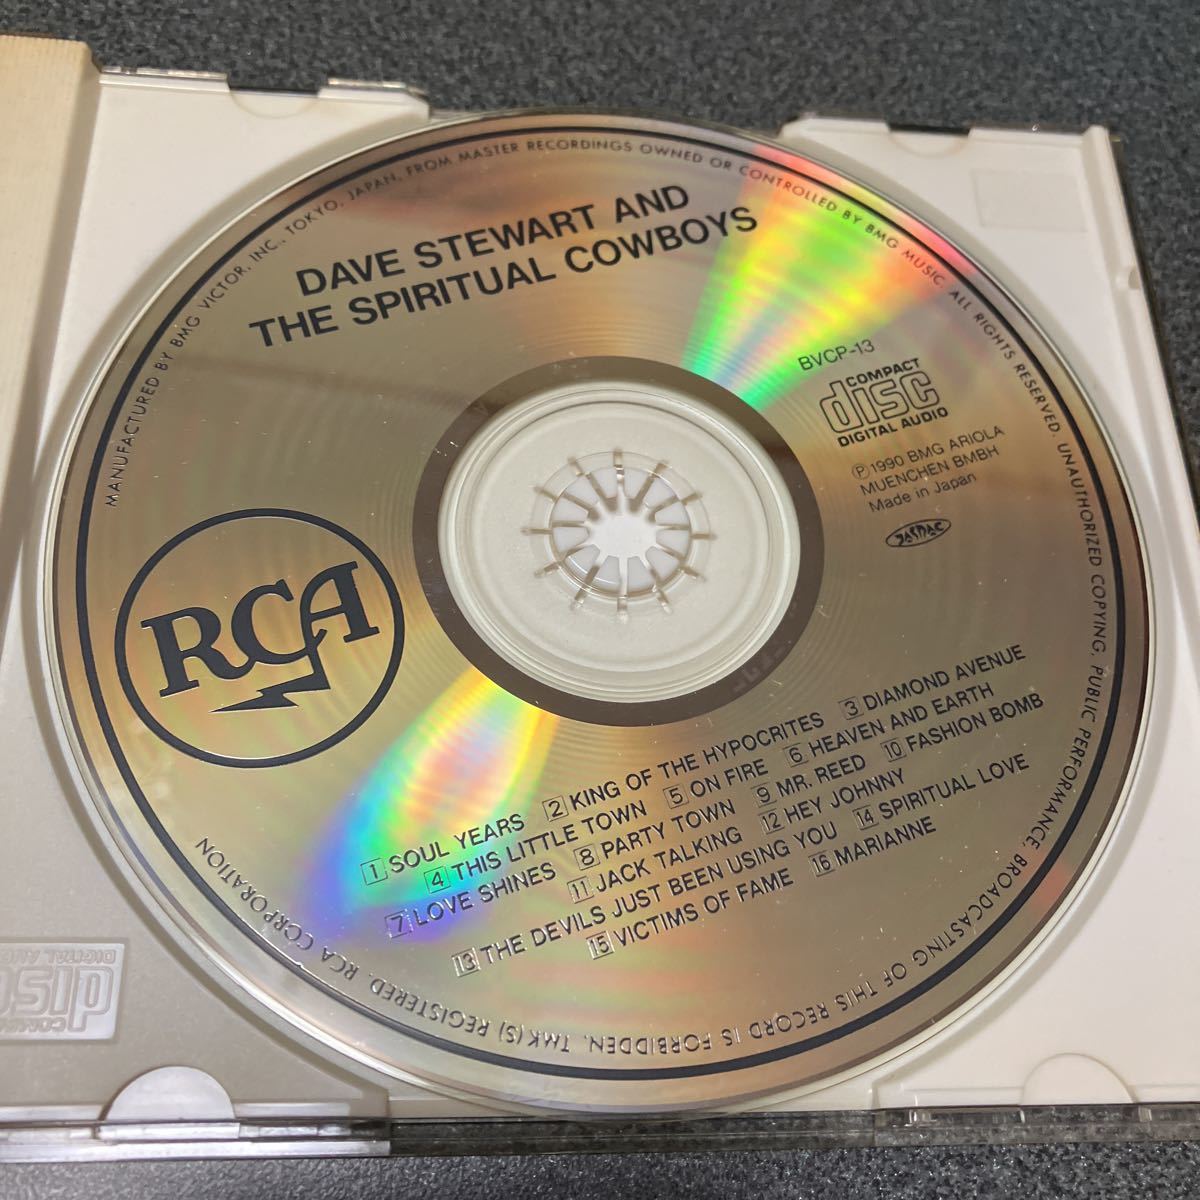 DAVE STEWART AND
THE SPIRITUAL COWBOYS
MANUFACTURED BY BMG VICTOR, INC., TOKYO, JAPAN, FROM MASTER RECORDINGS OWNED OR CONTROLLED BY BMG MUSIC. ALL RIGHTS RESERVED. UNAUTHORIZED COPYING, PUBLIC PERFORMANCE, BROADCASTING OF THIS RECORD IS FORBIDDEN. TMK(S) REGISTERED. RCA CORPORATION
BVCP-13
COMPACT
disc
DIGITAL AUDIO
Ⓟ1990 BMG ARIOLA
MUENCHEN BMBH
Made in Japan
JASRAC
RCA
1 SOUL YEARS 2 KING OF THE HYPOCRITES 3 DIAMOND AVENUE
4 THIS LITTLE TOWN 5 ON FIRE 6 HEAVEN AND EARTH
7 LOVE SHINES 8 PARTY TOWN 9 MR. REED 10 FASHION BOMB
11 JACK TALKING 12 HEY JOHNNY
13 THE DEVILS JUST BEEN USING YOU 14 SPIRITUAL LOVE
15 VICTIMS OF FAME 16 MARIANNE
COMPACT
disc
DIGITAL AUDIO